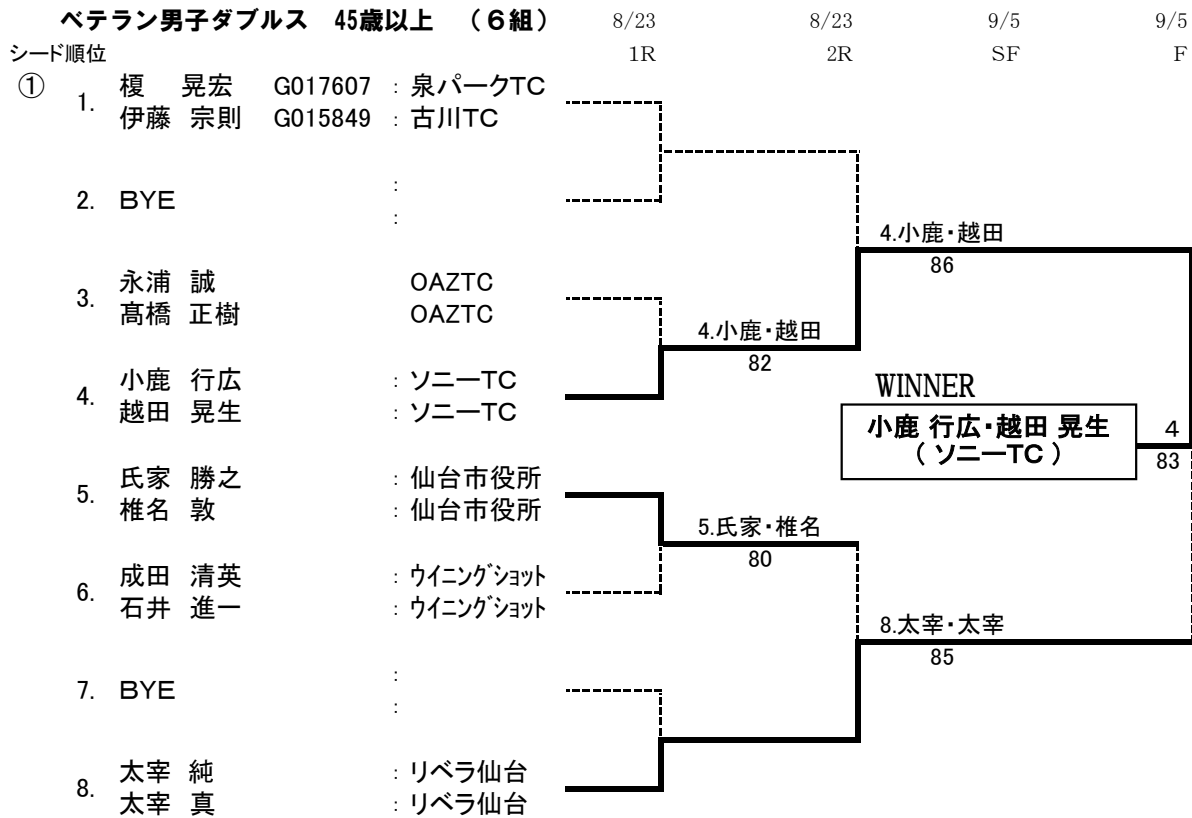 ベテラン男子ダブルス 45歳以上 (6組) 8/23 8/23 9/5 9/5
シード順位 1R 2R SF F
① 1. 榎 晃宏 G017607 : 泉パークTC
伊藤 宗則 G015849 : 古川TC
2. BYE :
:
4.小鹿・越田
86
3. 永浦 誠 OAZTC
髙橋 正樹 OAZTC
4.小鹿・越田
82
4. 小鹿 行広 : ソニーTC
越田 晃生 : ソニーTC
WINNER
小鹿 行広・越田 晃生 4
( ソニーTC ) 83
5. 氏家 勝之 : 仙台市役所
椎名 敦 : 仙台市役所
5.氏家・椎名
80
6. 成田 清英 : ウイニングショット
石井 進一 : ウイニングショット
8.太宰・太宰
85
7. BYE :
:
8. 太宰 純 : リベラ仙台
太宰 真 : リベラ仙台